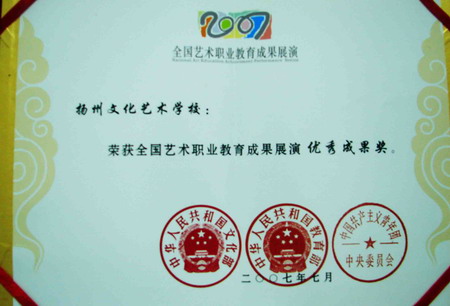 2007
全国艺术职业教育成果展演
扬州文化艺术学校：
荣获全国艺术职业教育成果展演 优秀成果奖。
中华人民共和国文化部
中华人民共和国教育部
中国共产主义青年团
中央委员会
二〇〇七年七月